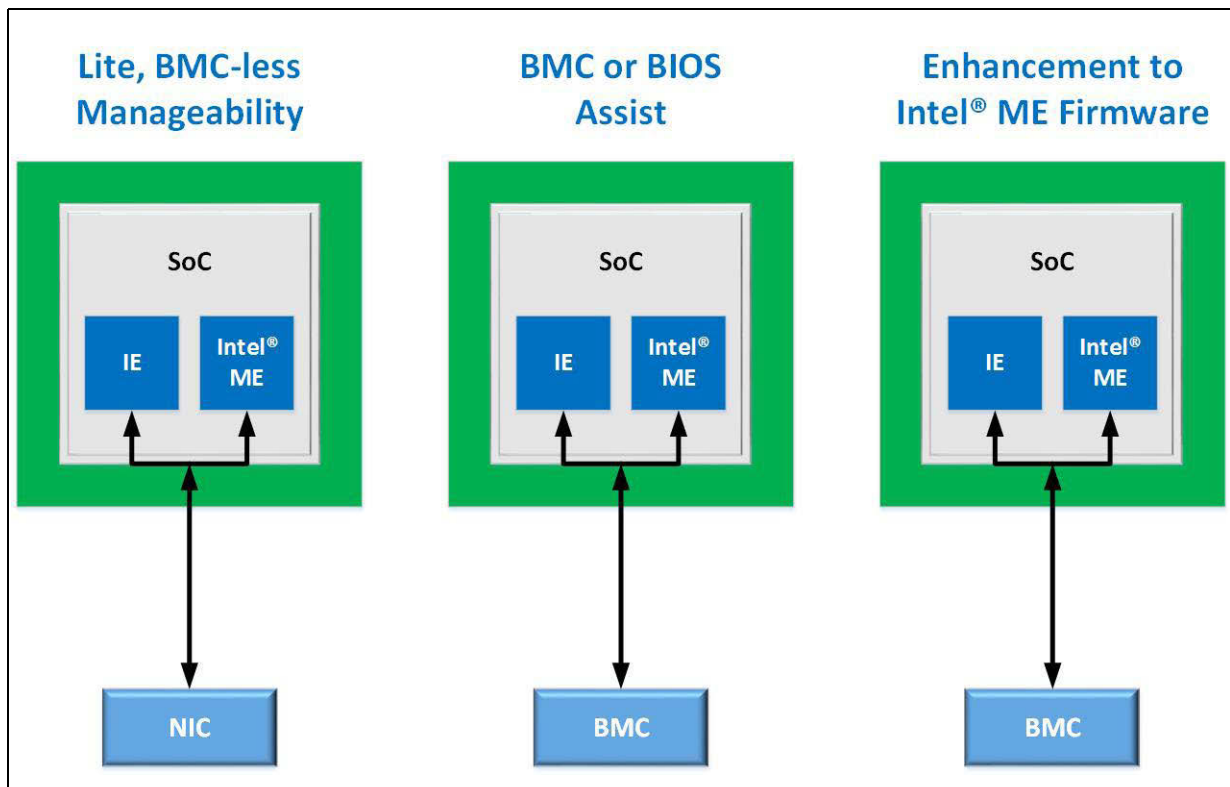 Lite, BMC-less
Manageability
SoC
IE
Intel®
ME
NIC
BMC or BIOS
Assist
SoC
IE
Intel®
ME
BMC
Enhancement to
Intel® ME Firmware
SoC
IE
Intel®
ME
BMC